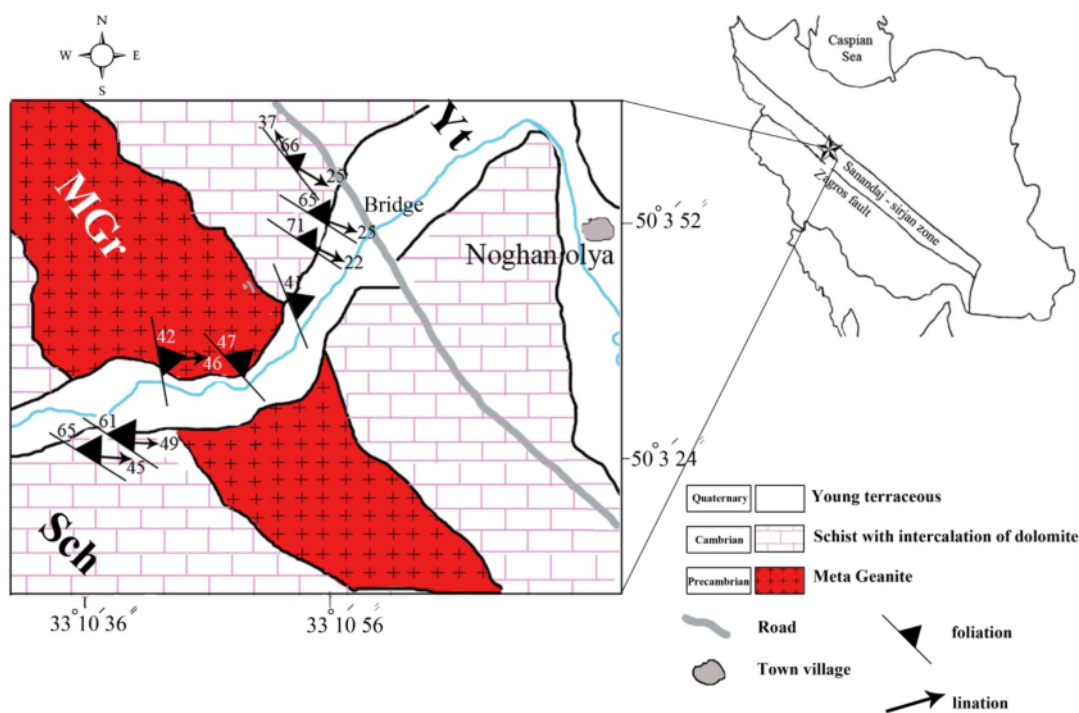 N
W E
S
Caspian
Sea
Sanandaj - sirjan zone
Zagros fault
MGr
Yt
Sch
37
66
25
65
Bridge
25
71
22
Noghan olya
41
42
46
47
61
65
49
45
50° 3´ 52˝
50° 3´ 24˝
33° 10´ 36˝
33° 10´ 56˝
Quaternary Young terraceous
Cambrian Schist with intercalation of dolomite
Precambrian Meta Geanite
Road
Town village
foliation
lination